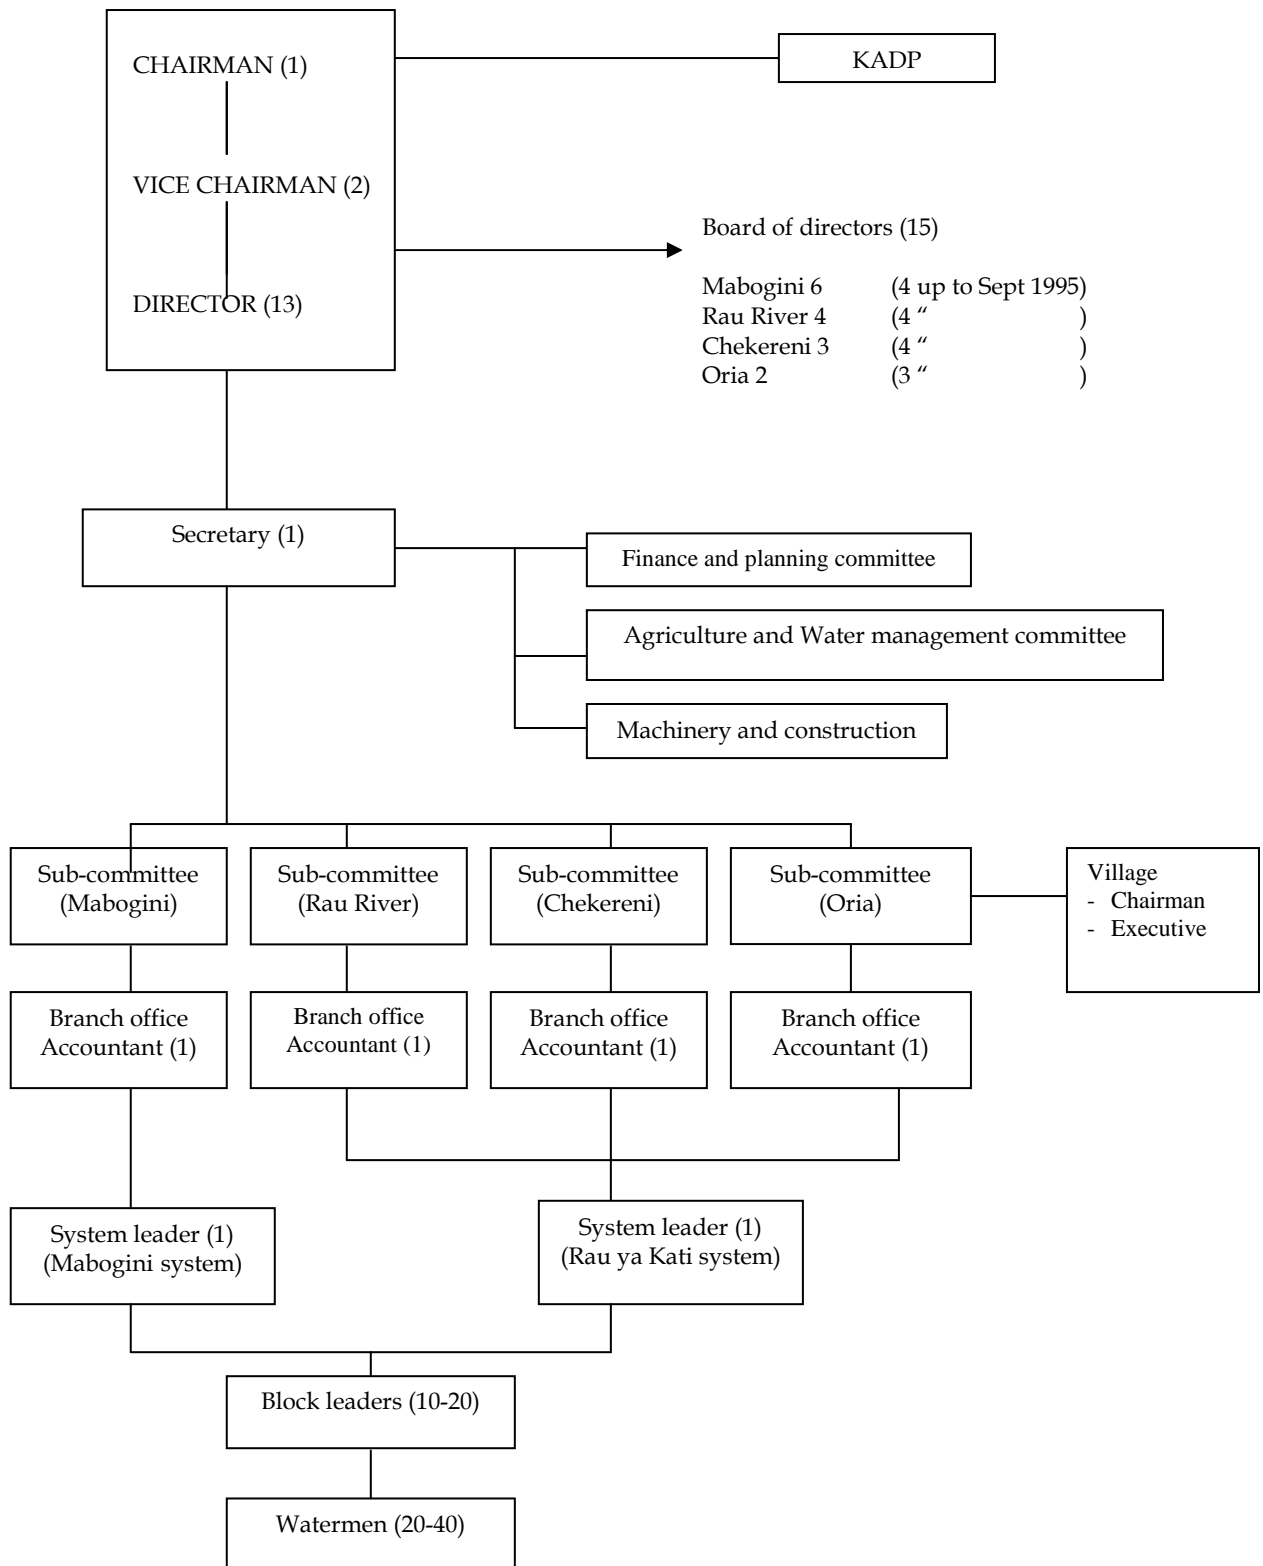 CHAIRMAN (1)
KADP
VICE CHAIRMAN (2)
DIRECTOR (13)
Board of directors (15)
Mabogini 6 (4 up to Sept 1995)
Rau River 4 (4 “ )
Chekereni 3 (4 “ )
Oria 2 (3 “ )
Secretary (1)
Finance and planning committee
Agriculture and Water management committee
Machinery and construction
Sub-committee
(Mabogini)
Sub-committee
(Rau River)
Sub-committee
(Chekereni)
Sub-committee
(Oria)
Village
- Chairman
- Executive
Branch office
Accountant (1)
Branch office
Accountant (1)
Branch office
Accountant (1)
Branch office
Accountant (1)
System leader (1)
(Mabogini system)
System leader (1)
(Rau ya Kati system)
Block leaders (10-20)
Watermen (20-40)